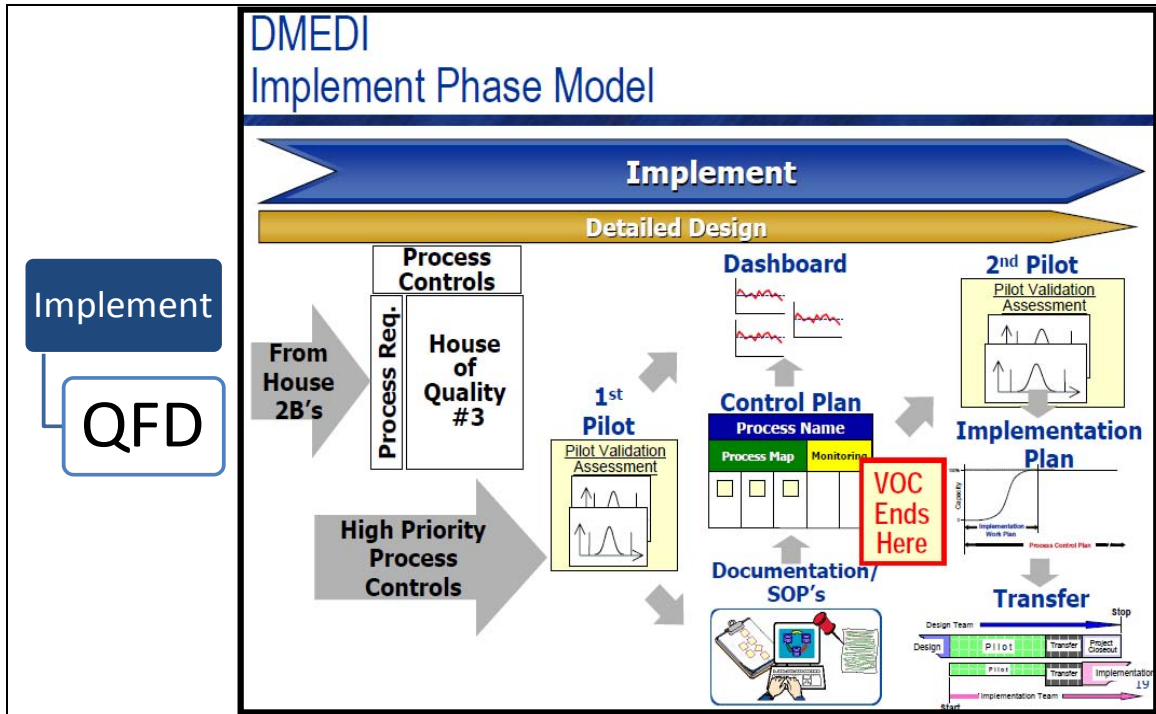 Implement
QFD
DMEDI
Implement Phase Model
Implement
Detailed Design
Process
Controls
Process Req.
House
of
Quality
#3
From
House
2B's
High Priority
Process
Controls
1st
Pilot
Pilot Validation
Assessment
Dashboard
Control Plan
Process Name
Process Map
Monitoring
VOC
Ends
Here
Documentation/
SOP's
2nd Pilot
Pilot Validation
Assessment
Implementation
Plan
100%
Capacity
0
Implementation
Work Plan
Process Control Plan
Transfer
Stop
Design Team
Design
Pilot
Transfer
Project
Closeout
Pilot
Transfer
Implementation
19
Implementation Team
Start